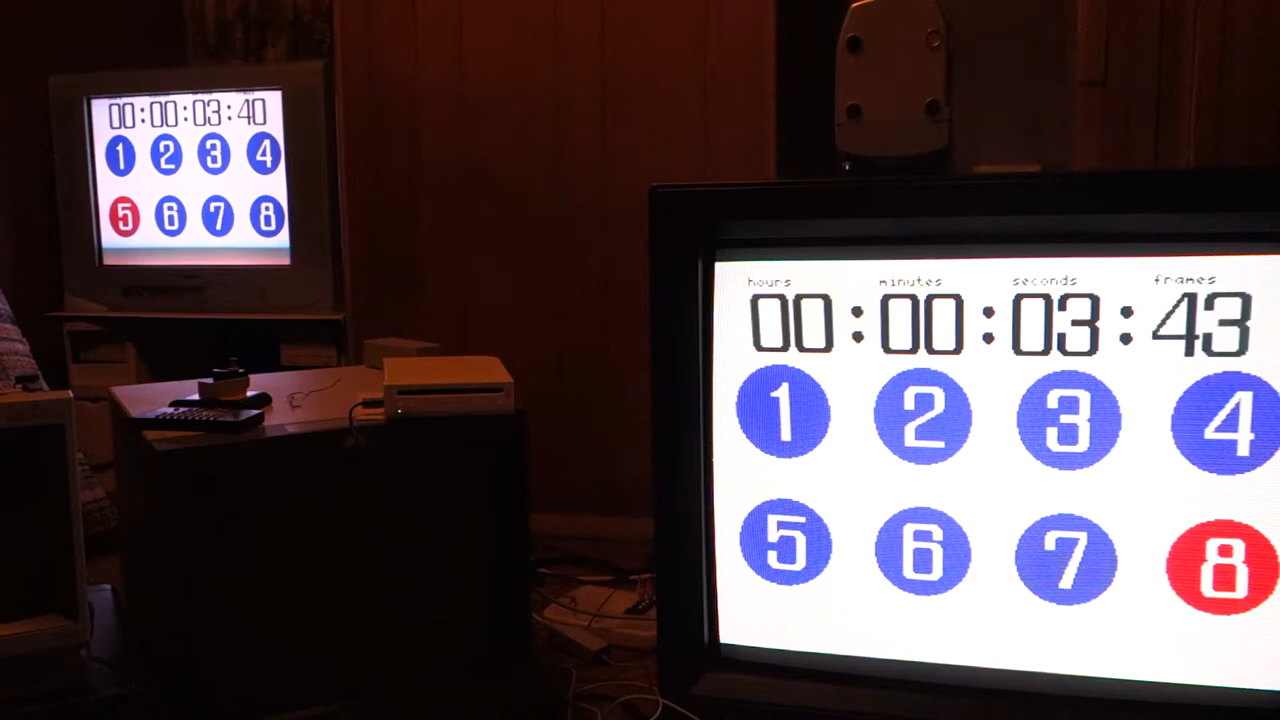 00:00:03:40
1 2 3 4
5 6 7 8
hours minutes seconds frames
00:00:03:43
1 2 3 4
5 6 7 8